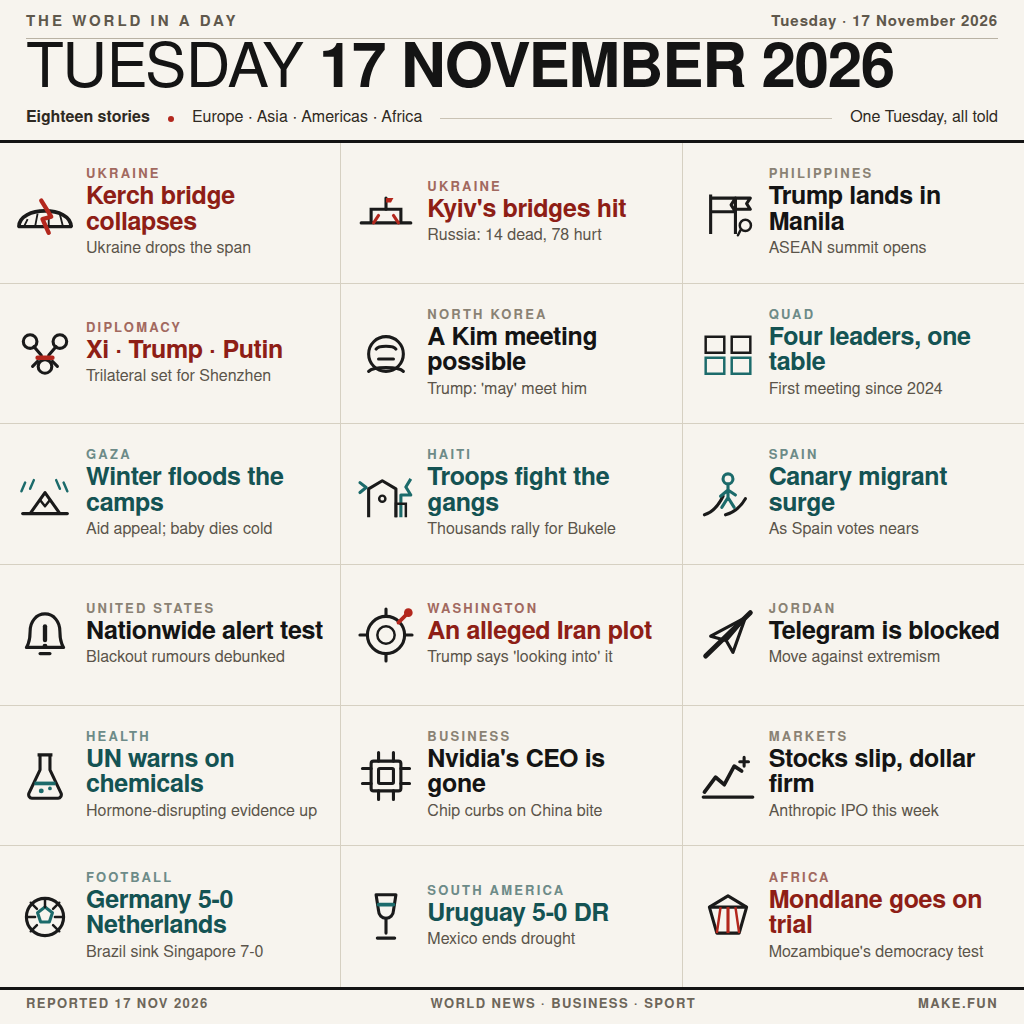 THE WORLD IN A DAY
Tuesday · 17 November 2026
TUESDAY 17 NOVEMBER 2026
Eighteen stories • Europe · Asia · Americas · Africa
One Tuesday, all told
UKRAINE
Kerch bridge
collapses
Ukraine drops the span
UKRAINE
Kyiv's bridges hit
Russia: 14 dead, 78 hurt
PHILIPPINES
Trump lands in
Manila
ASEAN summit opens
DIPLOMACY
Xi · Trump · Putin
Trilateral set for Shenzhen
NORTH KOREA
A Kim meeting
possible
Trump: 'may' meet him
QUAD
Four leaders, one
table
First meeting since 2024
GAZA
Winter floods the
camps
Aid appeal; baby dies cold
HAITI
Troops fight the
gangs
Thousands rally for Bukele
SPAIN
Canary migrant
surge
As Spain votes nears
UNITED STATES
Nationwide alert test
Blackout rumours debunked
WASHINGTON
An alleged Iran plot
Trump says 'looking into' it
JORDAN
Telegram is blocked
Move against extremism
HEALTH
UN warns on
chemicals
Hormone-disrupting evidence up
BUSINESS
Nvidia's CEO is
gone
Chip curbs on China bite
MARKETS
Stocks slip, dollar
firm
Anthropic IPO this week
FOOTBALL
Germany 5-0
Netherlands
Brazil sink Singapore 7-0
SOUTH AMERICA
Uruguay 5-0 DR
Mexico ends drought
AFRICA
Mondlane goes on
trial
Mozambique's democracy test
REPORTED 17 NOV 2026
WORLD NEWS · BUSINESS · SPORT
MAKE.FUN